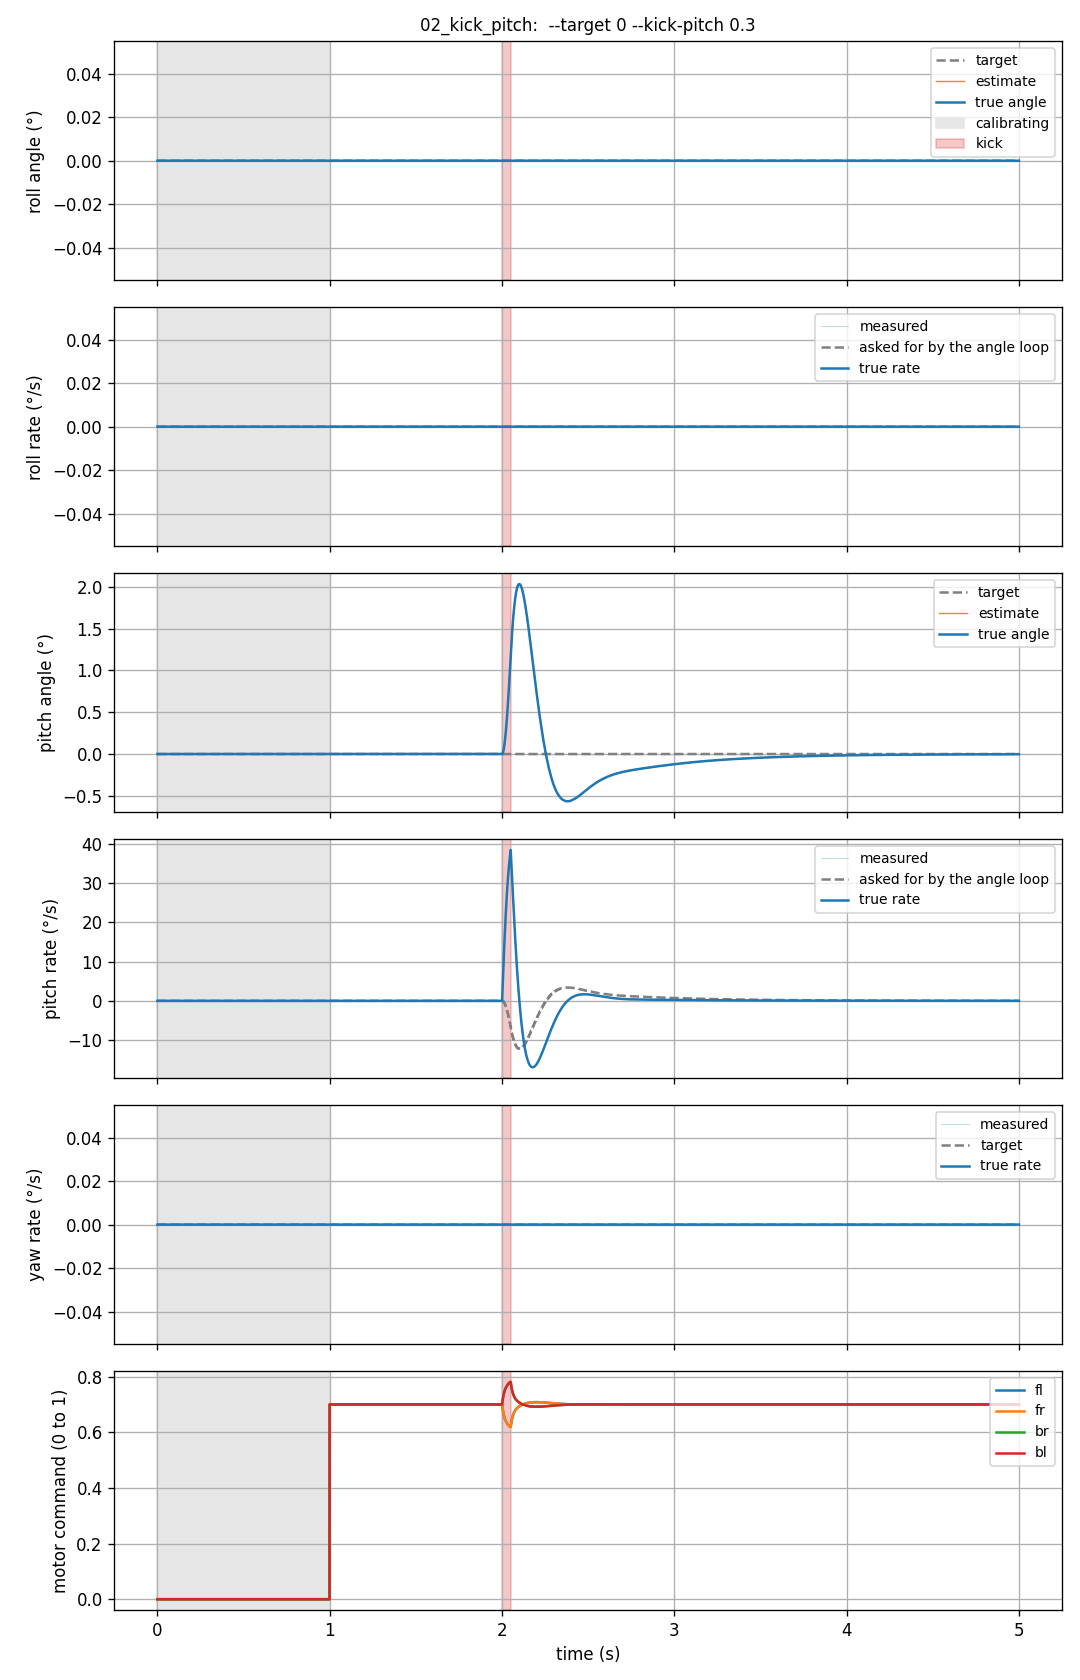 02_kick_pitch:  --target 0 --kick-pitch 0.3
roll angle (°)
0.04
0.02
0.00
−0.02
−0.04
target
estimate
true angle
calibrating
kick
roll rate (°/s)
0.04
0.02
0.00
−0.02
−0.04
measured
asked for by the angle loop
true rate
pitch angle (°)
2.0
1.5
1.0
0.5
0.0
−0.5
target
estimate
true angle
pitch rate (°/s)
40
30
20
10
0
−10
measured
asked for by the angle loop
true rate
yaw rate (°/s)
0.04
0.02
0.00
−0.02
−0.04
measured
target
true rate
motor command (0 to 1)
0.8
0.6
0.4
0.2
0.0
fl
fr
br
bl
0 1 2 3 4 5
time (s)